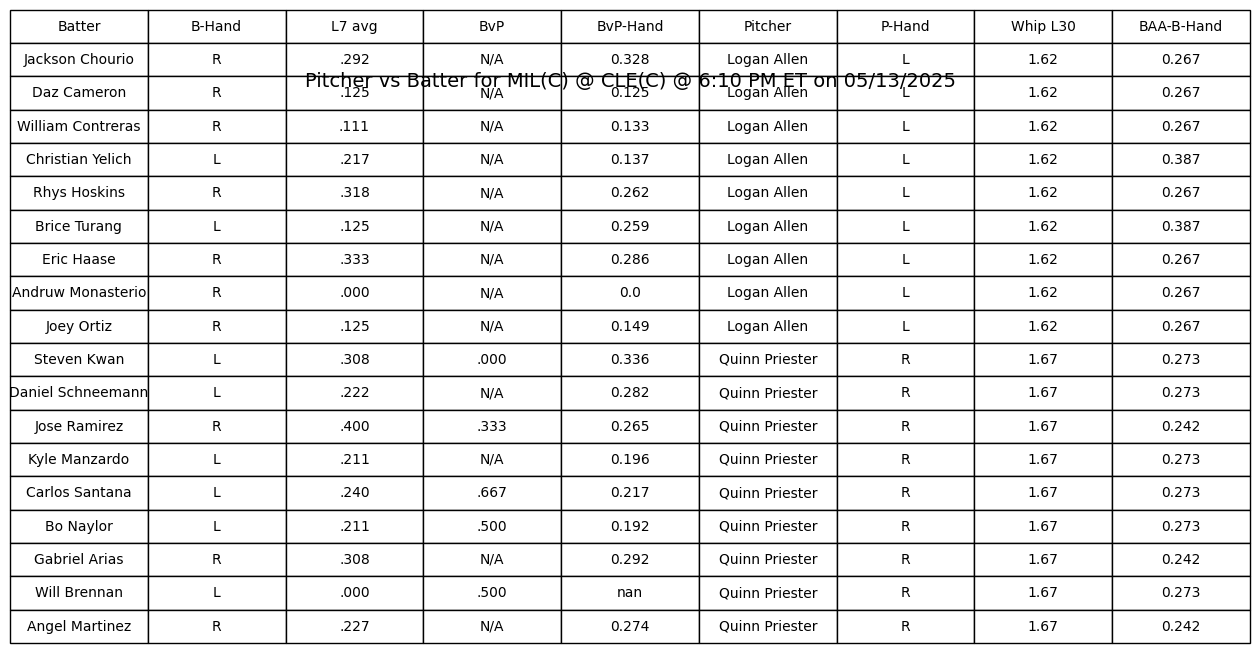 Batter B-Hand L7 avg BvP BvP-Hand Pitcher P-Hand Whip L30 BAA-B-Hand
Jackson Chourio R .292 N/A 0.328 Logan Allen L 1.62 0.267
Pitcher vs Batter for MIL(C) @ CLE(C) @ 6:10 PM ET on 05/13/2025
Daz Cameron R .125 N/A 0.125 Logan Allen L 1.62 0.267
William Contreras R .111 N/A 0.133 Logan Allen L 1.62 0.267
Christian Yelich L .217 N/A 0.137 Logan Allen L 1.62 0.387
Rhys Hoskins R .318 N/A 0.262 Logan Allen L 1.62 0.267
Brice Turang L .125 N/A 0.259 Logan Allen L 1.62 0.387
Eric Haase R .333 N/A 0.286 Logan Allen L 1.62 0.267
Andruw Monasterio R .000 N/A 0.0 Logan Allen L 1.62 0.267
Joey Ortiz R .125 N/A 0.149 Logan Allen L 1.62 0.267
Steven Kwan L .308 .000 0.336 Quinn Priester R 1.67 0.273
Daniel Schneemann L .222 N/A 0.282 Quinn Priester R 1.67 0.273
Jose Ramirez R .400 .333 0.265 Quinn Priester R 1.67 0.242
Kyle Manzardo L .211 N/A 0.196 Quinn Priester R 1.67 0.273
Carlos Santana L .240 .667 0.217 Quinn Priester R 1.67 0.273
Bo Naylor L .211 .500 0.192 Quinn Priester R 1.67 0.273
Gabriel Arias R .308 N/A 0.292 Quinn Priester R 1.67 0.242
Will Brennan L .000 .500 nan Quinn Priester R 1.67 0.273
Angel Martinez R .227 N/A 0.274 Quinn Priester R 1.67 0.242